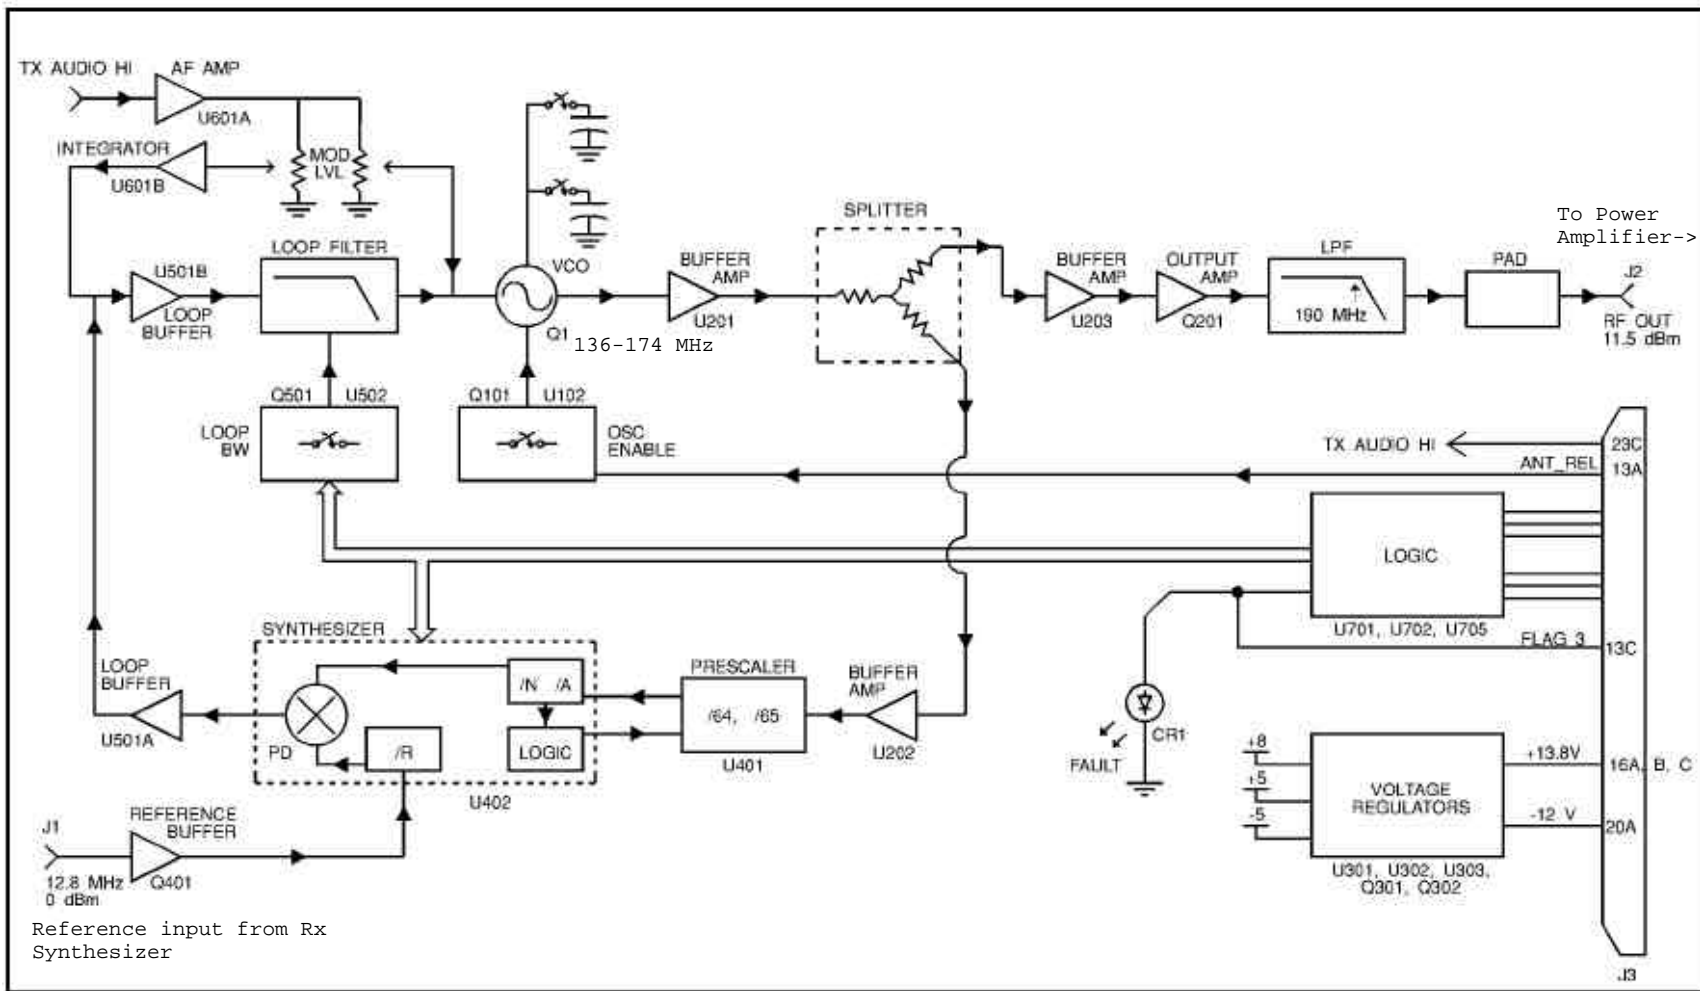 TX AUDIO HI
AF AMP
U601A
INTEGRATOR
U601B
MOD
LVL
LOOP FILTER
U501B
LOOP
BUFFER
VCO
Q1
136-174 MHz
BUFFER
AMP
U201
SPLITTER
BUFFER
AMP
U203
OUTPUT
AMP
Q201
LPF
190 MHz
PAD
To Power
Amplifier->
J2
RF OUT
11.5 dBm
Q501 U502
LOOP
BW
Q101 U102
OSC
ENABLE
TX AUDIO HI
23C
ANT_REL
13A
LOGIC
U701, U702, U705
FLAG 3
13C
SYNTHESIZER
LOOP
BUFFER
U501A
PD
/N /A
/R
LOGIC
U402
PRESCALER
/64, /65
U401
BUFFER
AMP
U202
FAULT
CR1
+8
+5
-5
VOLTAGE
REGULATORS
+13.8V
16A, B, C
-12 V
20A
U301, U302, U303,
Q301, Q302
J1
REFERENCE
BUFFER
Q401
12.8 MHz
0 dBm
Reference input from Rx
Synthesizer
J3